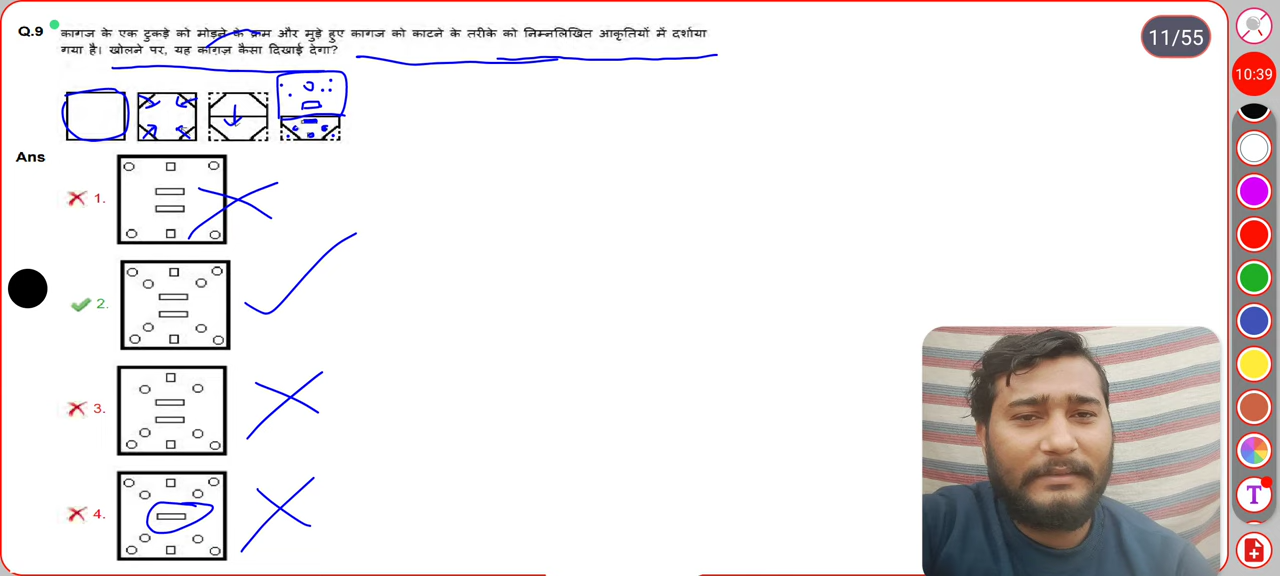 Q.9 कागज के एक टुकड़े को मोड़ने के क्रम और मुड़े हुए कागज को काटने के तरीके को निम्नलिखित आकृतियों में दर्शाया
गया है। खोलने पर, यह कागज़ कैसा दिखाई देगा?
11/55
10:39
Ans
1.
2.
3.
4.
T